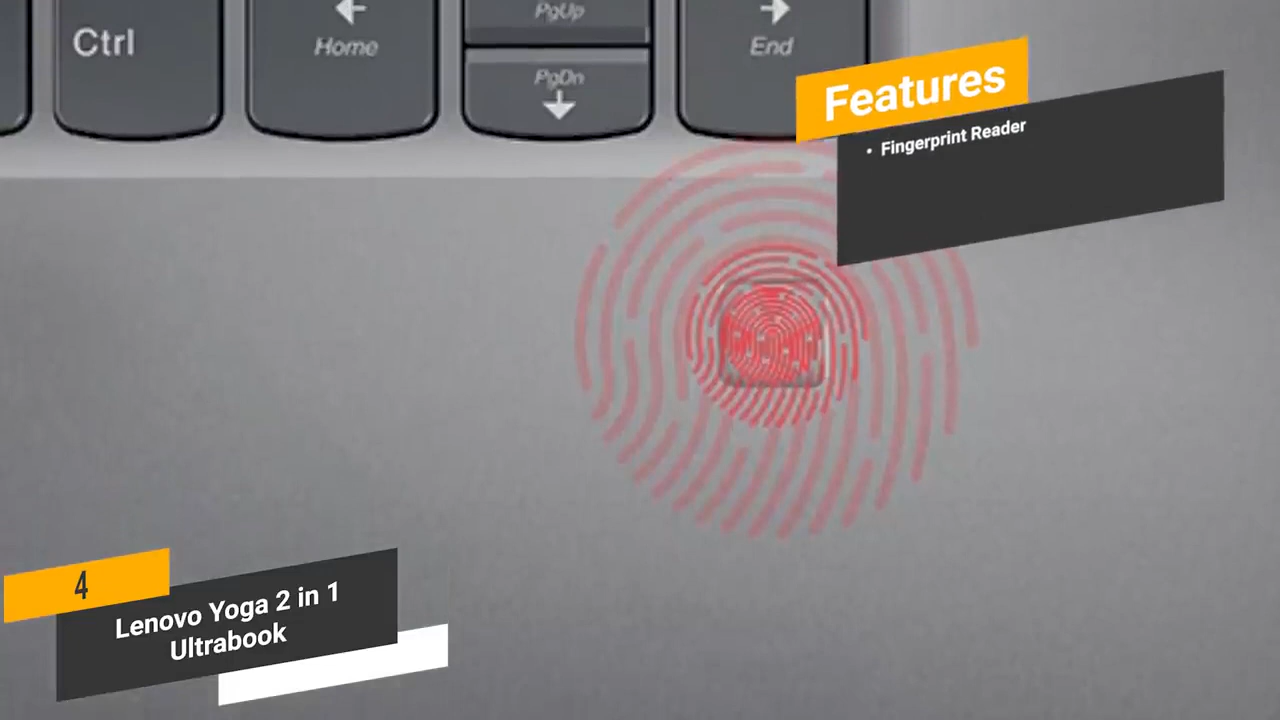 PgUp
Ctrl
Home
End
PgDn
Features
• Fingerprint Reader
4
Lenovo Yoga 2 in 1
Ultrabook